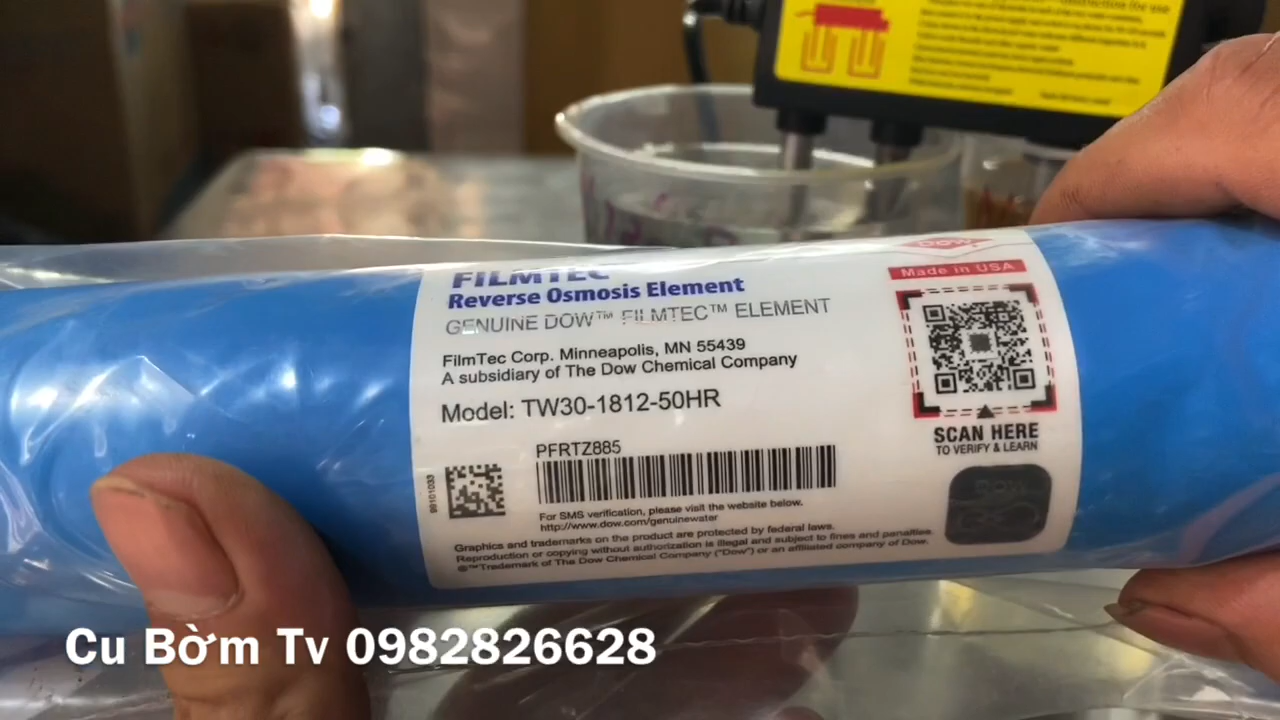 FILMTEC
Reverse Osmosis Element
GENUINE DOW™ FILMTEC™ ELEMENT
FilmTec Corp. Minneapolis, MN 55439
A subsidiary of The Dow Chemical Company
Model: TW30-1812-50HR
PFRTZ885
99101033
For SMS verification, please visit the website below.
http://www.dow.com/genuinewater
Graphics and trademarks on the product are protected by federal laws.
Reproduction or copying without authorization is illegal and subject to fines and penalties.
®™Trademark of The Dow Chemical Company ("Dow") or an affiliated company of Dow.
DOW
Made in USA
SCAN HERE
TO VERIFY & LEARN
DOW
Cu Bờm Tv 0982826628